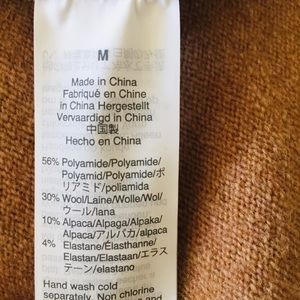 M
Made in China
Fabriqué en Chine
in China Hergestellt
Vervaardigd in China
中国製
Hecho en China
56% Polyamide/Polyamide/
Polyamid/Polyamide/ポ
リアミド/poliamida
30% Wool/Laine/Wolle/Wol/
ウール/lana
10% Alpaca/Alpaga/Alpaka/
Alpaca/アルパカ/alpaca
4% Elastane/Élasthanne/
Elastan/Elastaan/エラス
テーン/elastano
Hand wash cold
separately. Non chlorine
and